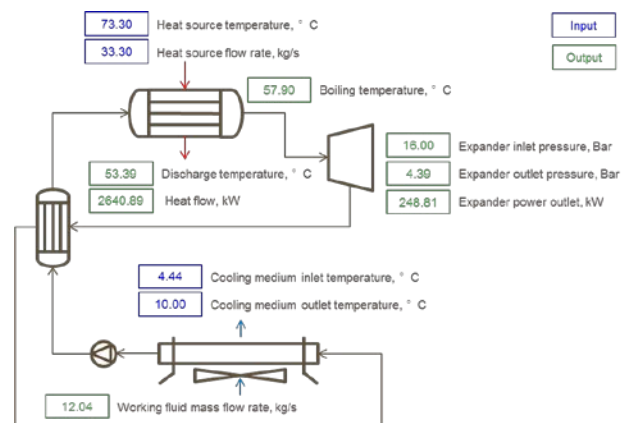 73.30 Heat source temperature, ° C
Input
33.30 Heat source flow rate, kg/s
Output
57.90 Boiling temperature, ° C
16.00 Expander inlet pressure, Bar
53.39 Discharge temperature, ° C
4.39 Expander outlet pressure, Bar
2640.89 Heat flow, kW
248.81 Expander power outlet, kW
4.44 Cooling medium inlet temperature, ° C
10.00 Cooling medium outlet temperature, ° C
12.04 Working fluid mass flow rate, kg/s